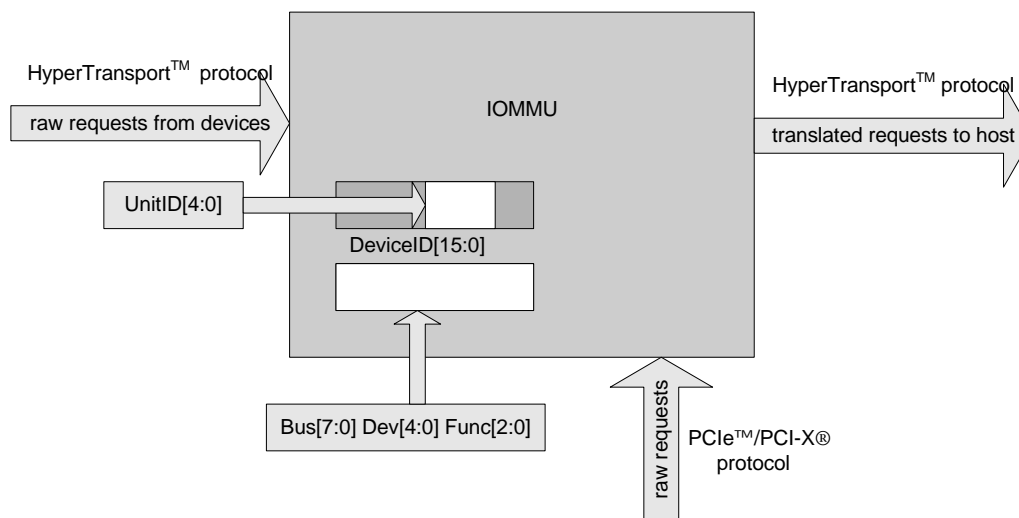 HyperTransport™ protocol
raw requests from devices
IOMMU
HyperTransport™ protocol
translated requests to host
UnitID[4:0]
DeviceID[15:0]
Bus[7:0] Dev[4:0] Func[2:0]
raw requests
PCIe™/PCI-X®
protocol